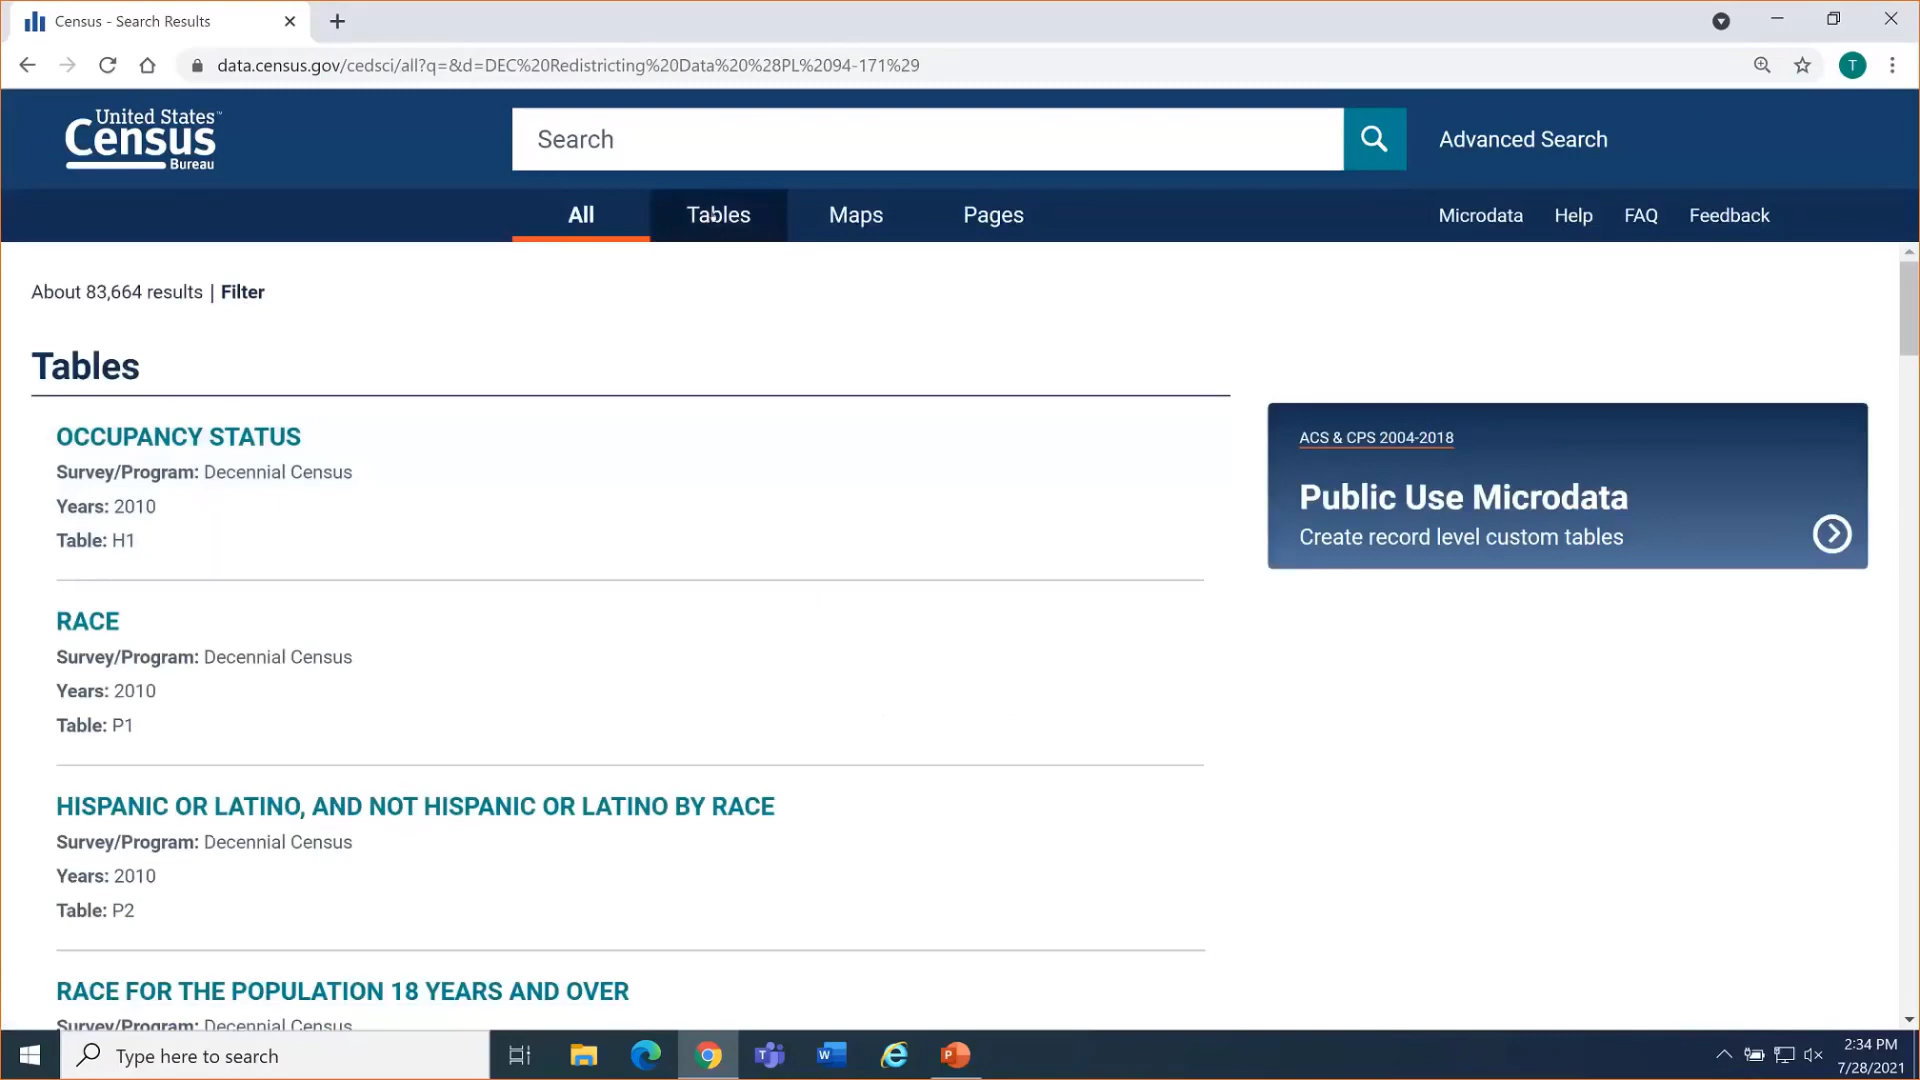 Census - Search Results
data.census.gov/cedsci/all?q=&d=DEC%20Redistricting%20Data%20%28PL%2094-171%29
T
United States™
Census
Bureau
Search
Advanced Search
All
Tables
Maps
Pages
Microdata
Help
FAQ
Feedback
About 83,664 results | Filter
Tables
OCCUPANCY STATUS
Survey/Program: Decennial Census
Years: 2010
Table: H1
RACE
Survey/Program: Decennial Census
Years: 2010
Table: P1
HISPANIC OR LATINO, AND NOT HISPANIC OR LATINO BY RACE
Survey/Program: Decennial Census
Years: 2010
Table: P2
RACE FOR THE POPULATION 18 YEARS AND OVER
Survey/Program: Decennial Census
ACS & CPS 2004-2018
Public Use Microdata
Create record level custom tables
Type here to search
2:34 PM
7/28/2021